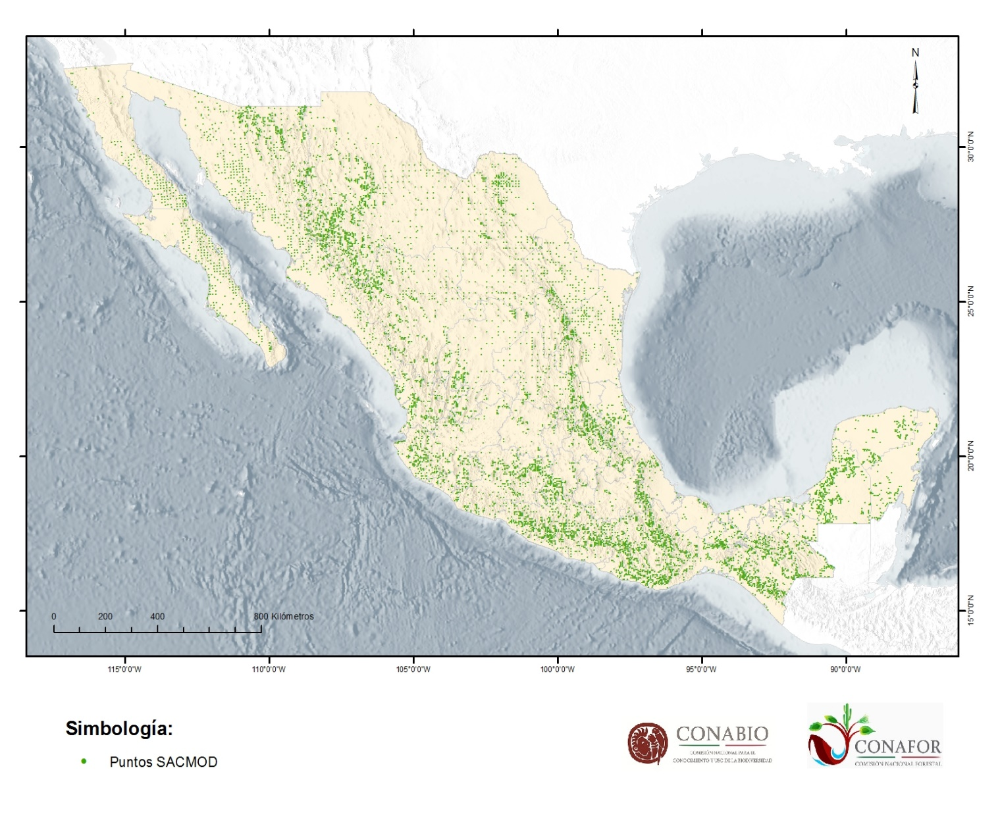 N
30°0'0"N
25°0'0"N
20°0'0"N
15°0'0"N
0 200 400 800 Kilómetros
115°0'0"W 110°0'0"W 105°0'0"W 100°0'0"W 95°0'0"W 90°0'0"W
Simbología:
Puntos SACMOD
CONABIO
COMISIÓN NACIONAL PARA EL
CONOCIMIENTO Y USO DE LA BIODIVERSIDAD
CONAFOR
COMISIÓN NACIONAL FORESTAL